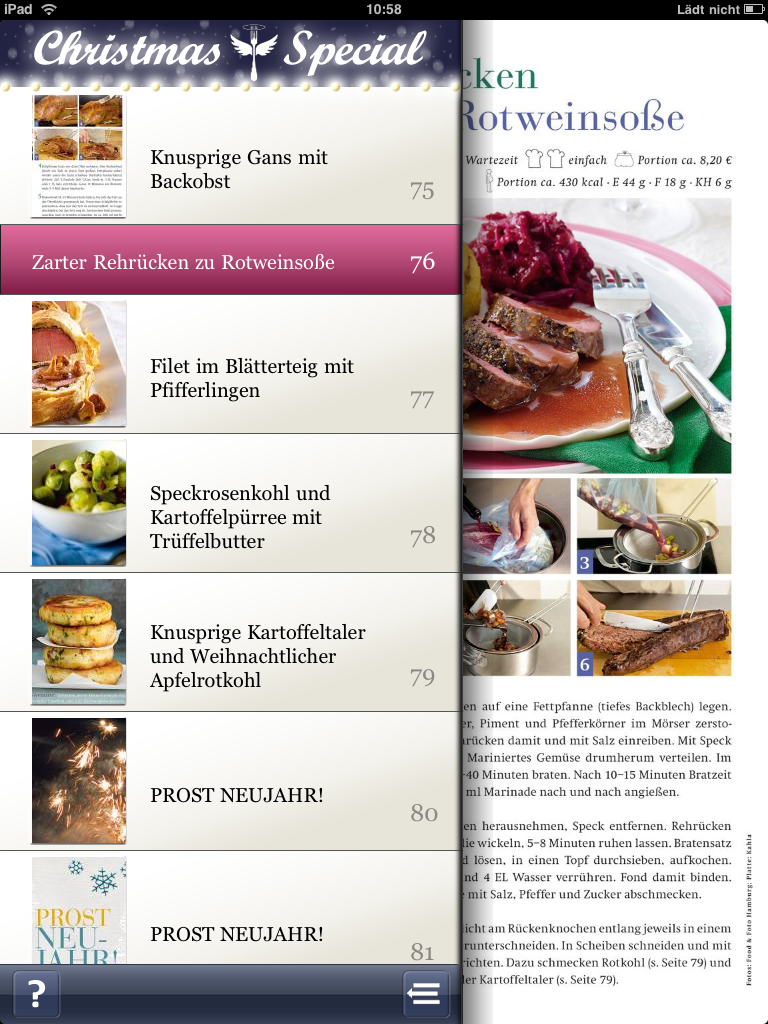 iPad
10:58
Lädt nicht
Christmas Special
Knusprige Gans mit
Backobst
75
Zarter Rehrücken zu Rotweinsoße
76
Filet im Blätterteig mit
Pfifferlingen
77
Speckrosenkohl und
Kartoffelpürree mit
Trüffelbutter
78
Knusprige Kartoffeltaler
und Weihnachtlicher
Apfelrotkohl
79
PROST NEUJAHR!
80
PROST
NEU-
JAHR!
PROST NEUJAHR!
81
?
cken
Rotweinsoße
Wartezeit einfach Portion ca. 8,20 €
Portion ca. 430 kcal · E 44 g · F 18 g · KH 6 g
3
6
en auf eine Fettpfanne (tiefes Backblech) legen.
er, Piment und Pfefferkörner im Mörser zersto-
rücken damit und mit Salz einreiben. Mit Speck
Mariniertes Gemüse drumherum verteilen. Im
-40 Minuten braten. Nach 10–15 Minuten Bratzeit
ml Marinade nach und nach angießen.
en herausnehmen, Speck entfernen. Rehrücken
lie wickeln, 5–8 Minuten ruhen lassen. Bratensatz
d lösen, in einen Topf durchsieben, aufkochen.
nd 4 EL Wasser verrühren. Fond damit binden.
mit Salz, Pfeffer und Zucker abschmecken.
icht am Rückenknochen entlang jeweils in einem
runterschneiden. In Scheiben schneiden und mit
richten. Dazu schmecken Rotkohl (s. Seite 79) und
ler Kartoffeltaler (s. Seite 79).
Fotos: Food & Foto Hamburg; Platte: Kahla